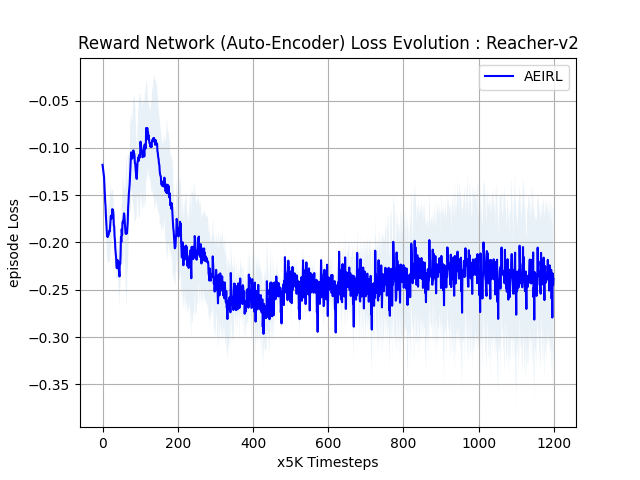 Reward Network (Auto-Encoder) Loss Evolution : Reacher-v2
AEIRL
−0.05
−0.10
−0.15
−0.20
−0.25
−0.30
−0.35
episode Loss
0 200 400 600 800 1000 1200
x5K Timesteps